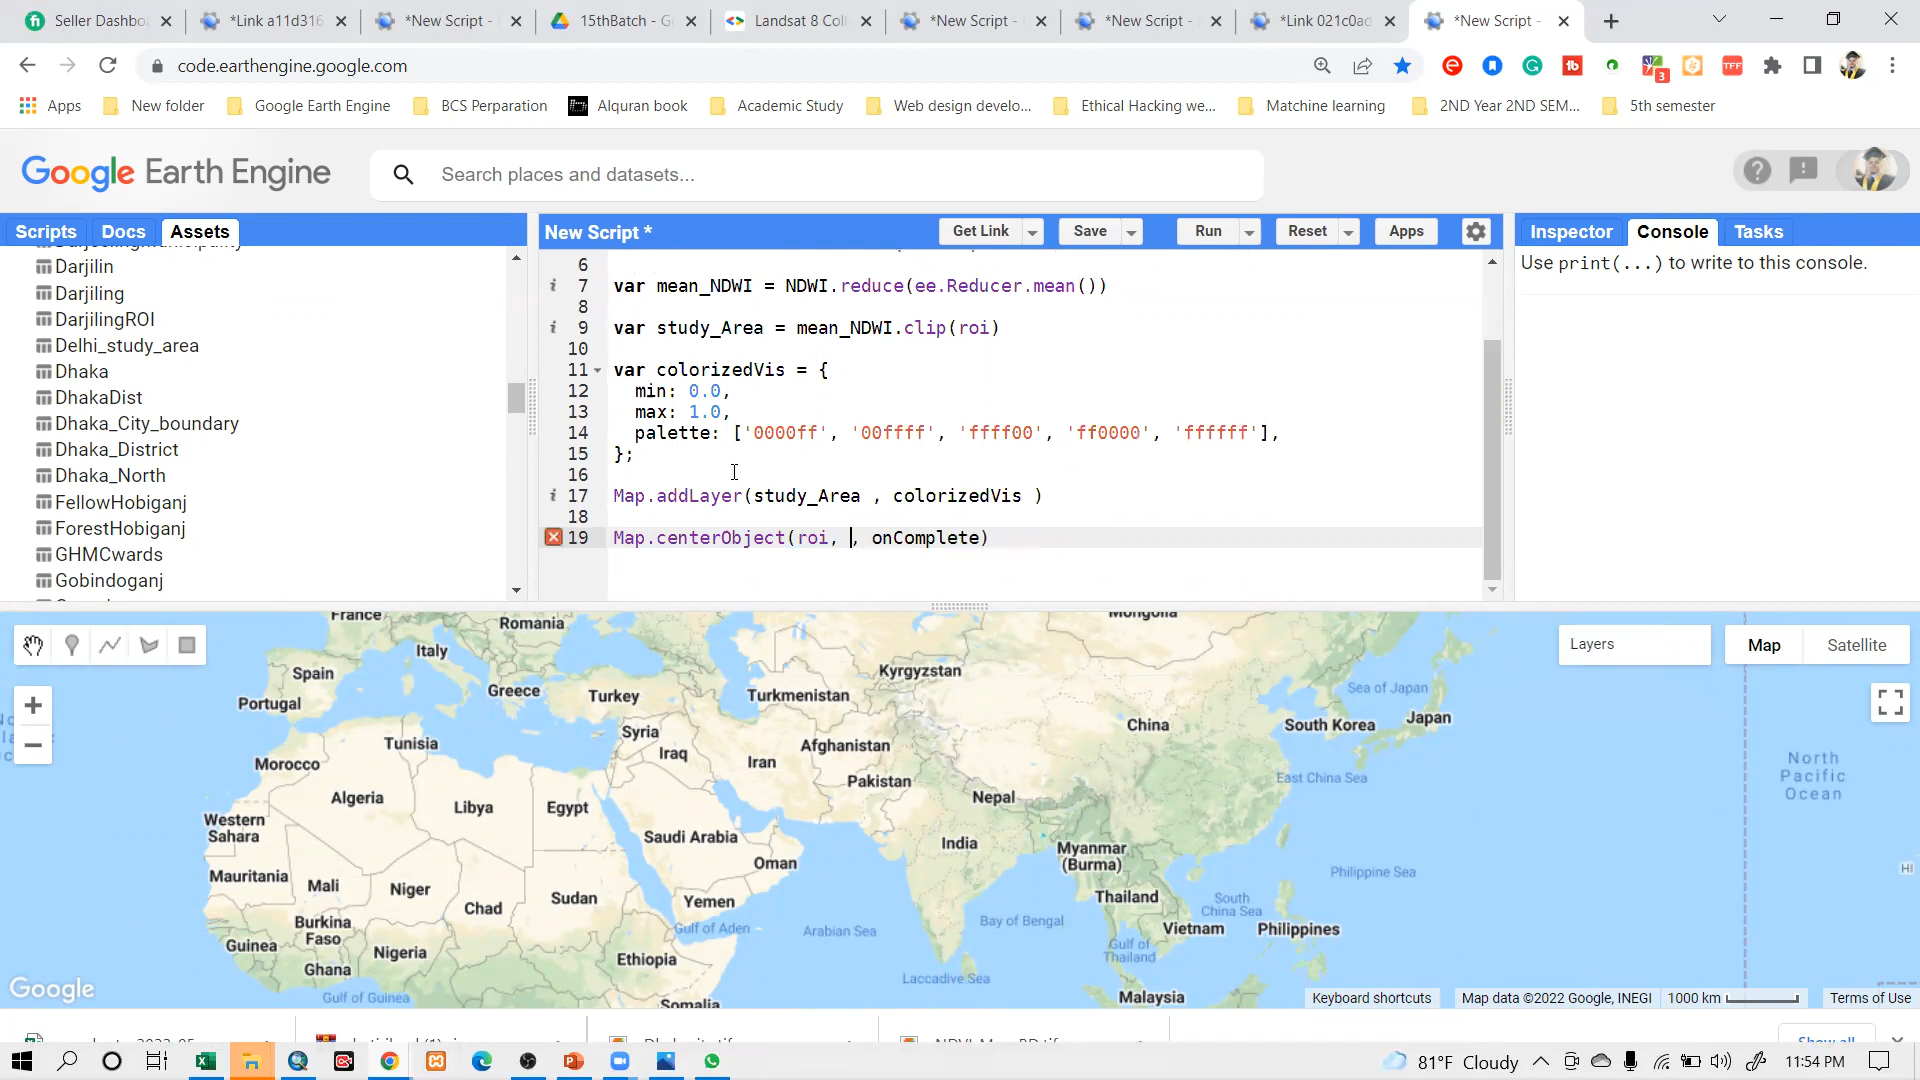 Seller Dashbo
*Link a11d316
*New Script -
15thBatch - G
Landsat 8 Coll
*New Script -
*New Script -
*Link 021c0ad
*New Script -
code.earthengine.google.com
3
TFF
Apps
New folder
Google Earth Engine
BCS Perparation
Alquran book
Academic Study
Web design develo...
Ethical Hacking we...
Matchine learning
2ND Year 2ND SEM...
5th semester
Google Earth Engine
Search places and datasets...
Scripts
Docs
Assets
New Script *
Get Link
Save
Run
Reset
Apps
Inspector
Console
Tasks
Use print(...) to write to this console.
Darjilin
Darjiling
DarjilingROI
Delhi_study_area
Dhaka
DhakaDist
Dhaka_City_boundary
Dhaka_District
Dhaka_North
FellowHobiganj
ForestHobiganj
GHMCwards
Gobindoganj
6
7 var mean_NDWI = NDWI.reduce(ee.Reducer.mean())
8
9 var study_Area = mean_NDWI.clip(roi)
10
11 var colorizedVis = {
12 min: 0.0,
13 max: 1.0,
14 palette: ['0000ff', '00ffff', 'ffff00', 'ff0000', 'ffffff'],
15 };
16
17 Map.addLayer(study_Area , colorizedVis )
18
19 Map.centerObject(roi, , onComplete)
Layers
Map
Satellite
France
Romania
Mongolia
Italy
Spain
Portugal
Greece
Turkey
Turkmenistan
Kyrgyzstan
Sea of Japan
Japan
South Korea
China
Syria
Iraq
Iran
Afghanistan
Pakistan
Tunisia
Morocco
Algeria
Libya
Egypt
Western
Sahara
East China Sea
North
Pacific
Ocean
Nepal
India
Saudi Arabia
Oman
Myanmar
(Burma)
Mauritania
Mali
Niger
Chad
Sudan
Yemen
Gulf of Aden
Arabian Sea
Bay of Bengal
Thailand
Gulf of
Thailand
South
China Sea
Vietnam
Philippines
Philippine Sea
HI
Burkina
Faso
Guinea
Ghana
Nigeria
Ethiopia
Somalia
Laccadive Sea
Malaysia
Gulf of Guinea
Google
Keyboard shortcuts
Map data ©2022 Google, INEGI
1000 km
Terms of Use
Show all
81°F Cloudy
11:54 PM